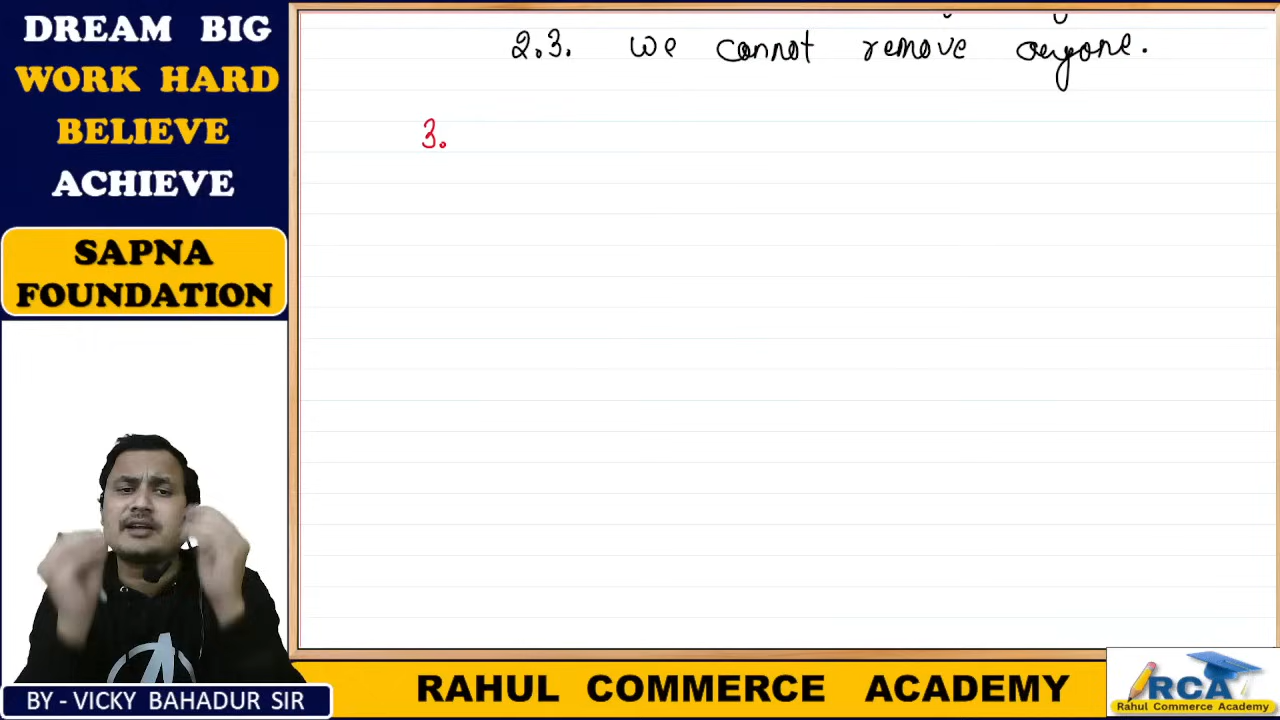 DREAM BIG
WORK HARD
BELIEVE
ACHIEVE
SAPNA
FOUNDATION
2.3. we cannot remove anyone.
3.
BY - VICKY BAHADUR SIR
RAHUL COMMERCE ACADEMY
RCA
Rahul Commerce Academy